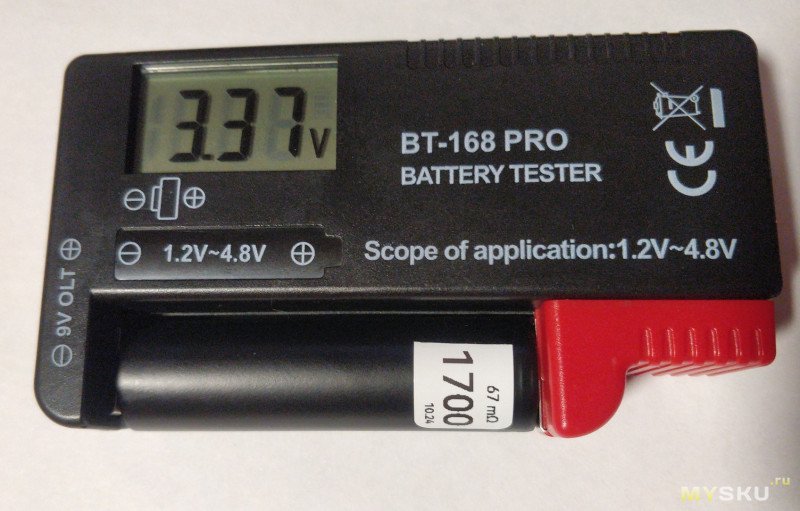 3.37 V
BT-168 PRO
BATTERY TESTER
CE
⊖ ⊕
⊖ 1.2V~4.8V ⊕
Scope of application:1.2V~4.8V
⊖ 9V OLT ⊕
67 mΩ
1700
10.24
MYSKU.ru